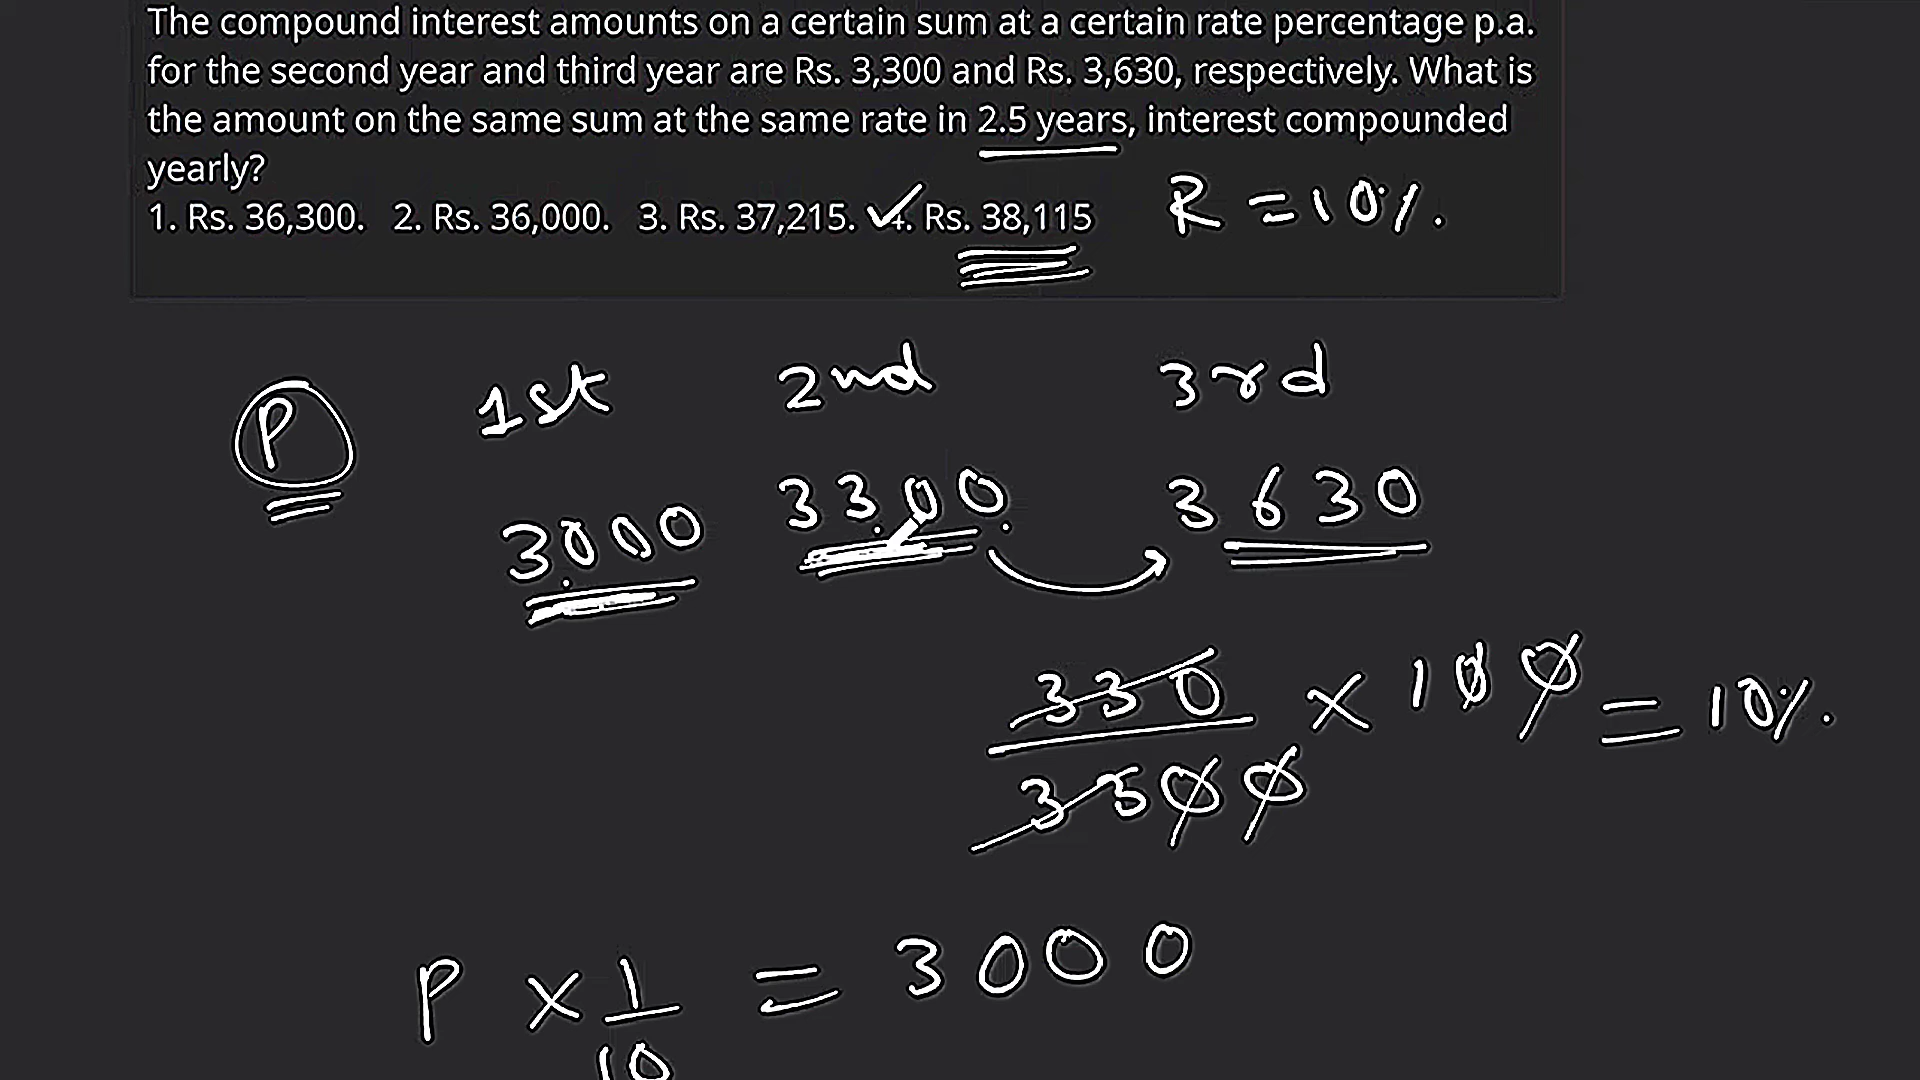 The compound interest amounts on a certain sum at a certain rate percentage p.a.
for the second year and third year are Rs. 3,300 and Rs. 3,630, respectively. What is
the amount on the same sum at the same rate in 2.5 years, interest compounded
yearly?
1. Rs. 36,300. 2. Rs. 36,000. 3. Rs. 37,215. ✓4. Rs. 38,115 R = 10%.
P 1st 2nd 3rd
3000 3300 3630
330 × 100 = 10%.
3300
P × 1 = 3000
10